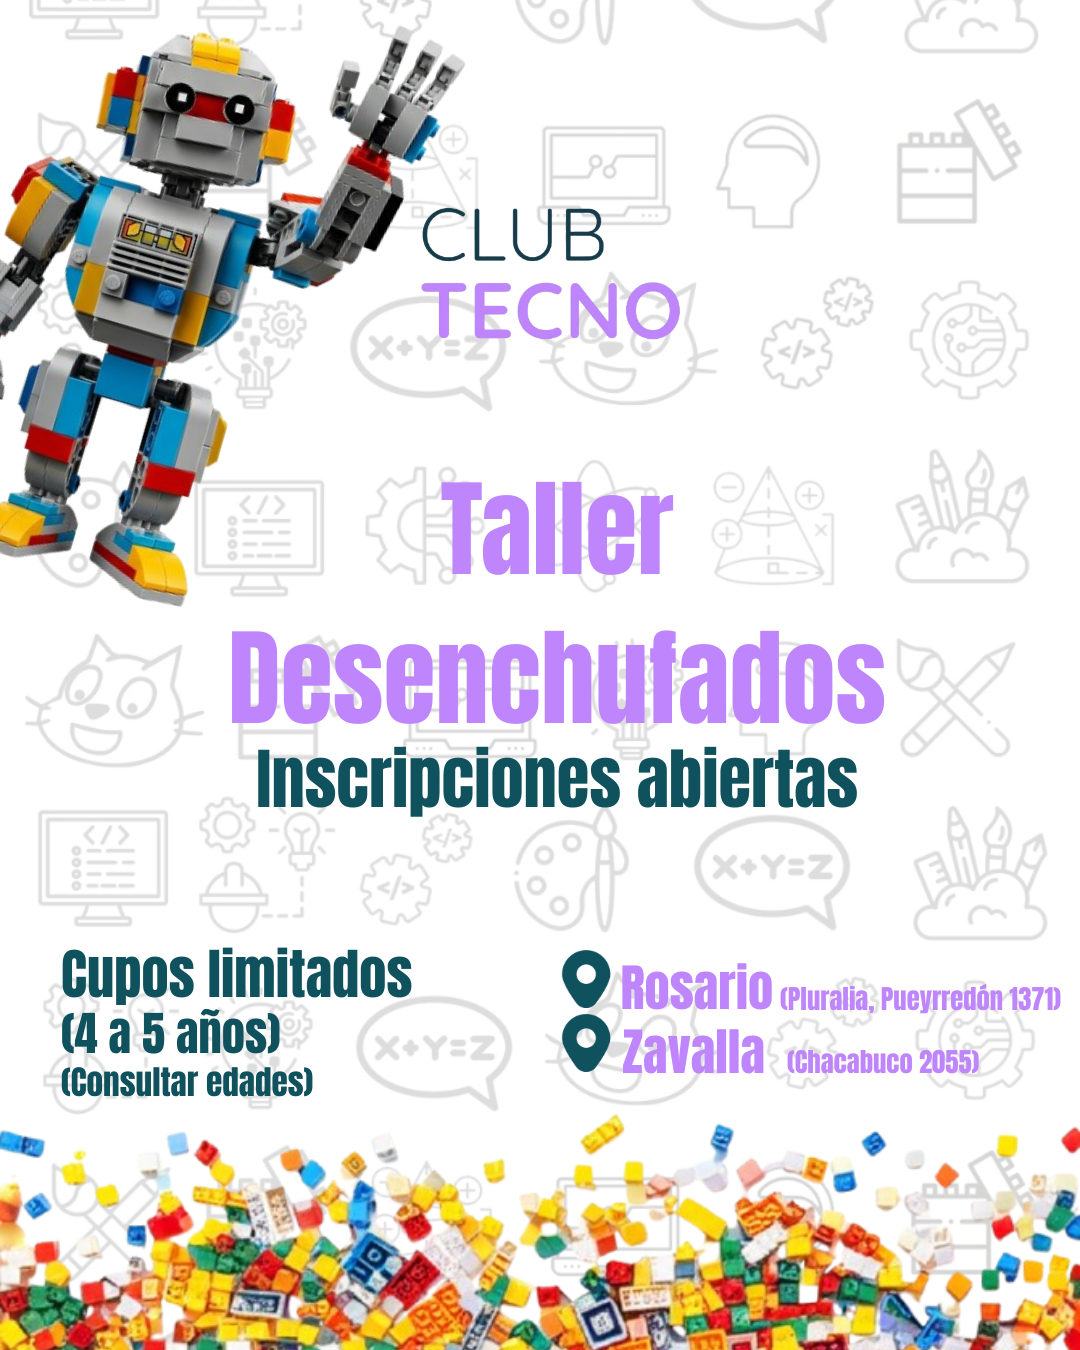 CLUB
TECNO
Taller
Desenchufados
Inscripciones abiertas
Cupos limitados
(4 a 5 años)
(Consultar edades)
Rosario (Pluralia, Pueyrredón 1371)
Zavalla (Chacabuco 2055)
X+Y=Z
</>
X+Y=Z
</>
</>
</>
X+Y=Z
X+Y=Z